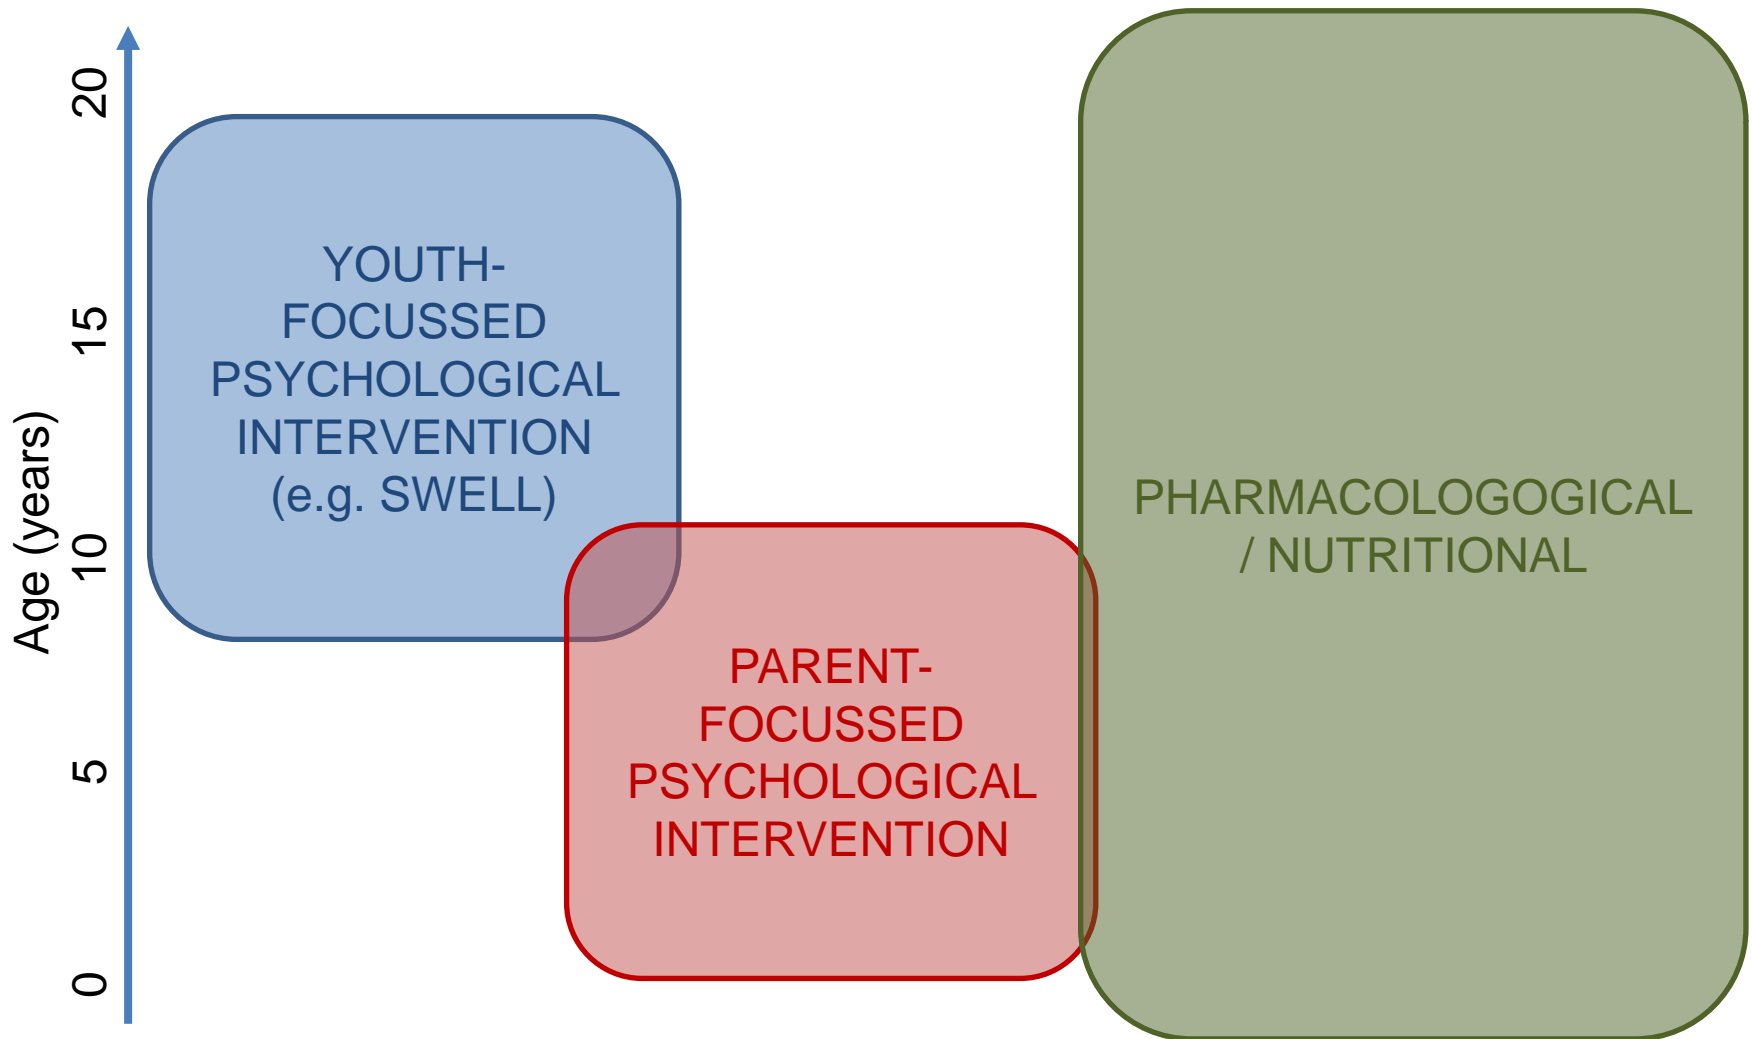 Age (years)
20
15
10
5
0
YOUTH-
FOCUSSED
PSYCHOLOGICAL
INTERVENTION
(e.g. SWELL)
PARENT-
FOCUSSED
PSYCHOLOGICAL
INTERVENTION
PHARMACOLOGOGICAL
/ NUTRITIONAL